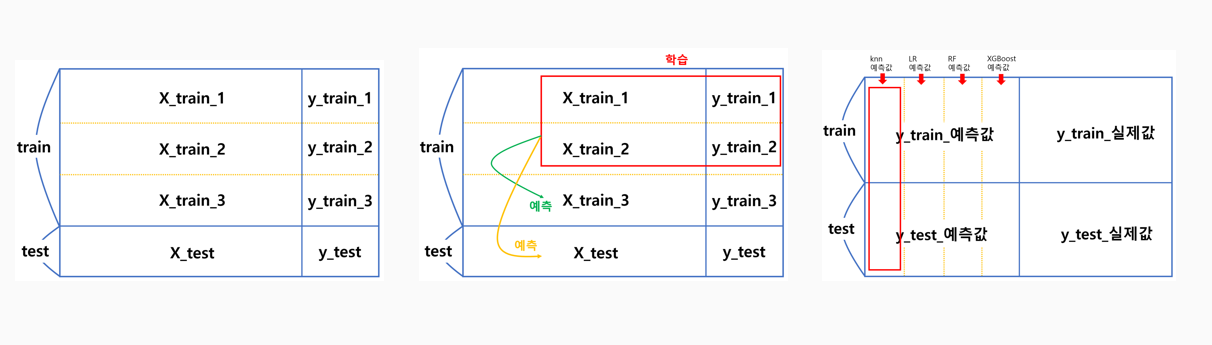 train
X_train_1
y_train_1
X_train_2
y_train_2
X_train_3
y_train_3
test
X_test
y_test
학습
train
X_train_1
y_train_1
X_train_2
y_train_2
X_train_3
y_train_3
예측
예측
test
X_test
y_test
knn
예측값
LR
예측값
RF
예측값
XGBoost
예측값
train
y_train_예측값
y_train_실제값
test
y_test_예측값
y_test_실제값